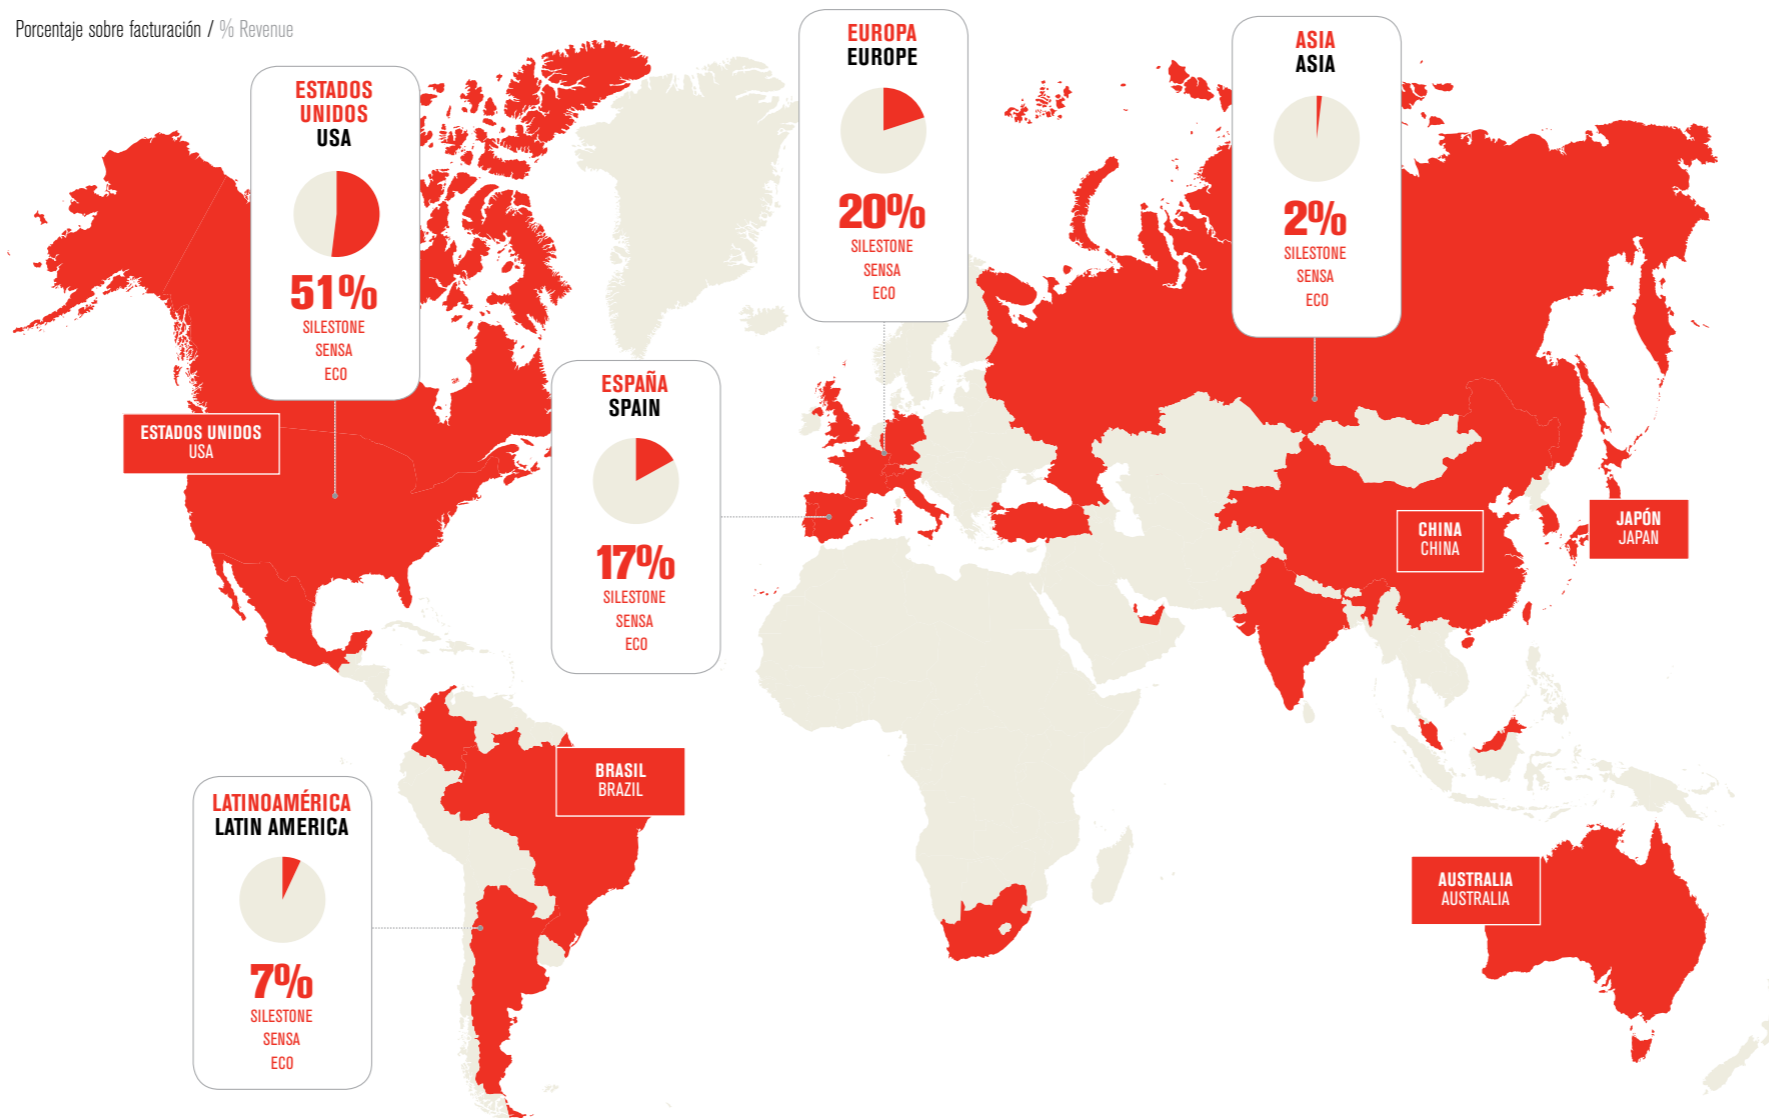 Porcentaje sobre facturación / % Revenue
ESTADOS
UNIDOS
USA
51%
SILESTONE
SENSA
ECO
EUROPA
EUROPE
20%
SILESTONE
SENSA
ECO
ASIA
ASIA
2%
SILESTONE
SENSA
ECO
ESPAÑA
SPAIN
17%
SILESTONE
SENSA
ECO
ESTADOS UNIDOS
USA
CHINA
CHINA
JAPÓN
JAPAN
BRASIL
BRAZIL
LATINOAMÉRICA
LATIN AMERICA
7%
SILESTONE
SENSA
ECO
AUSTRALIA
AUSTRALIA